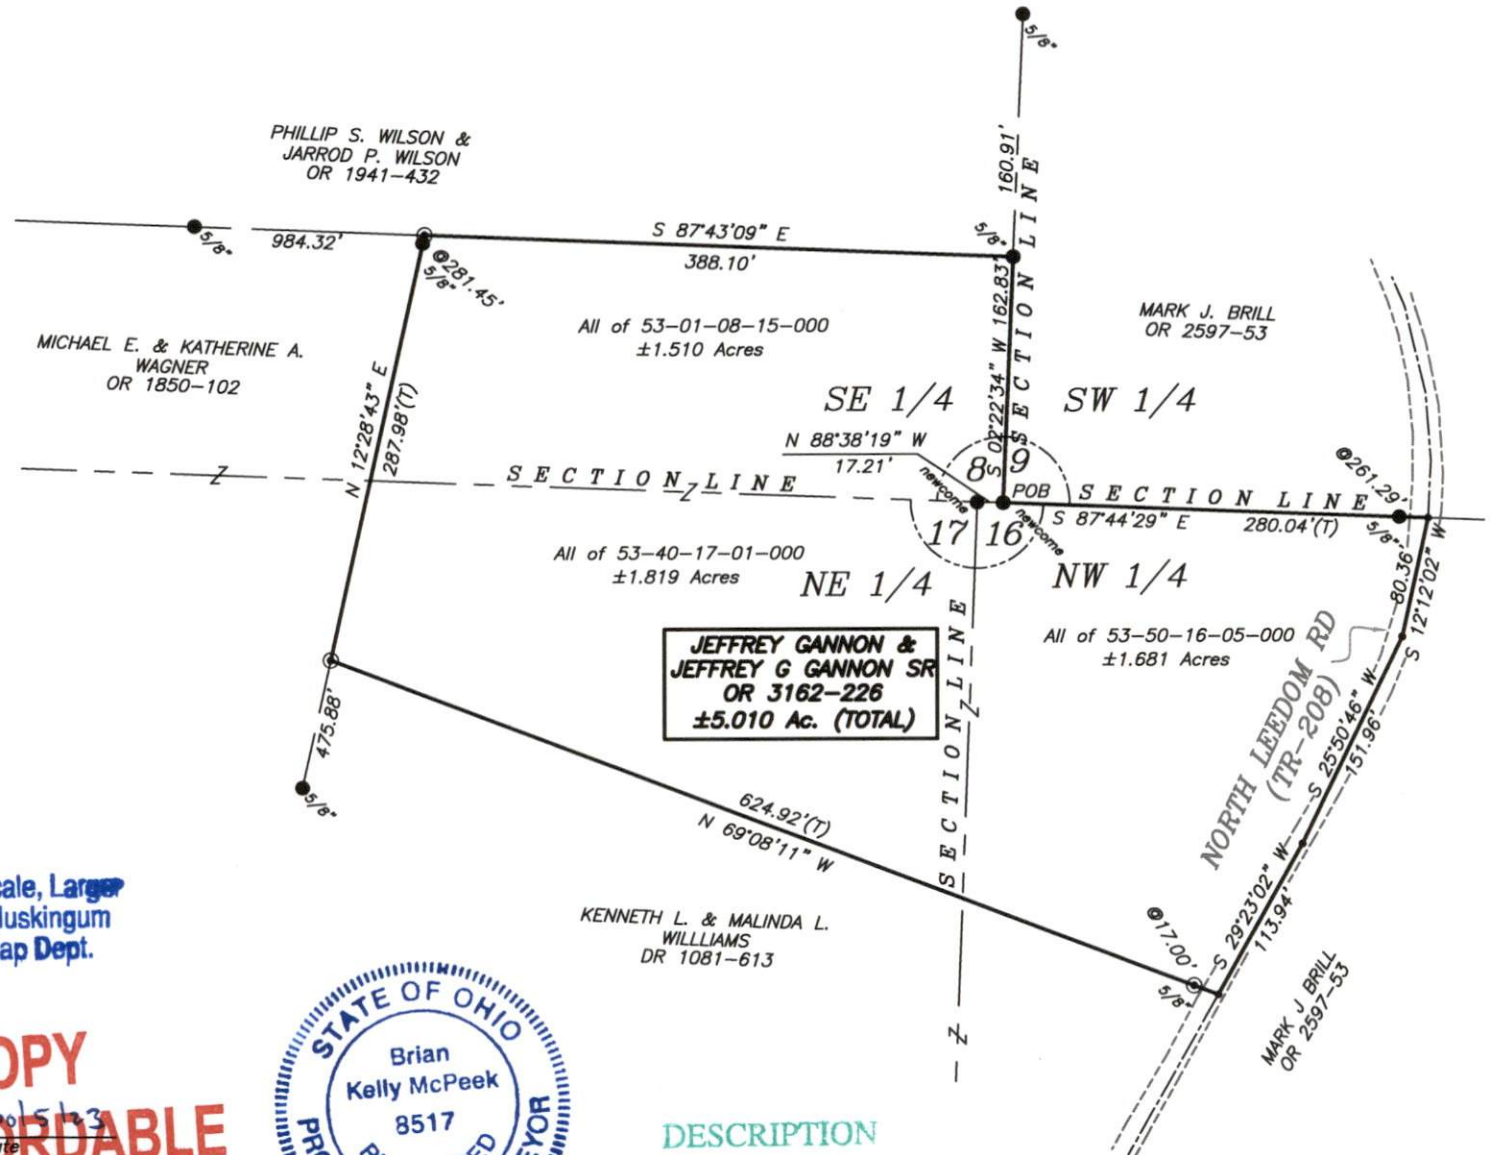 5/8"
160.91'
SECTION LINE
PHILLIP S. WILSON &
JARROD P. WILSON
OR 1941-432
5/8"
984.32'
S 87°43'09" E
388.10'
5/8"
@281.45'
5/8"
S 02°22'34" W 162.83'
MARK J. BRILL
OR 2597-53
All of 53-01-08-15-000
±1.510 Acres
MICHAEL E. & KATHERINE A.
WAGNER
OR 1850-102
N 12°28'43" E
287.98'(T)
SE 1/4
SW 1/4
N 88°38'19" W
17.21'
8
9
newcome
POB
newcome
Z
SECTION LINE
Z
SECTION LINE
@261.29'
5/8"
S 87°44'29" E
280.04'(T)
17
16
All of 53-40-17-01-000
±1.819 Acres
NE 1/4
NW 1/4
80.36'
S 12°12'02" W
All of 53-50-16-05-000
±1.681 Acres
JEFFREY GANNON &
JEFFREY G GANNON SR
OR 3162-226
±5.010 Ac. (TOTAL)
SECTION LINE
Z
SECTION LINE
NORTH LEEDOM RD
(TR-208)
S 25°50'46" W
151.96'
475.88'
5/8"
624.92'(T)
N 69°08'11" W
S 29°23'02" W
113.94'
@17.00'
5/8"
KENNETH L. & MALINDA L.
WILLLIAMS
DR 1081-613
MARK J BRILL
OR 2597-53
Z
ale, Larger
luskingum
ap Dept.
STATE OF OHIO
Brian
Kelly McPeek
8517
OPY
ORDABLE
DESCRIPTION